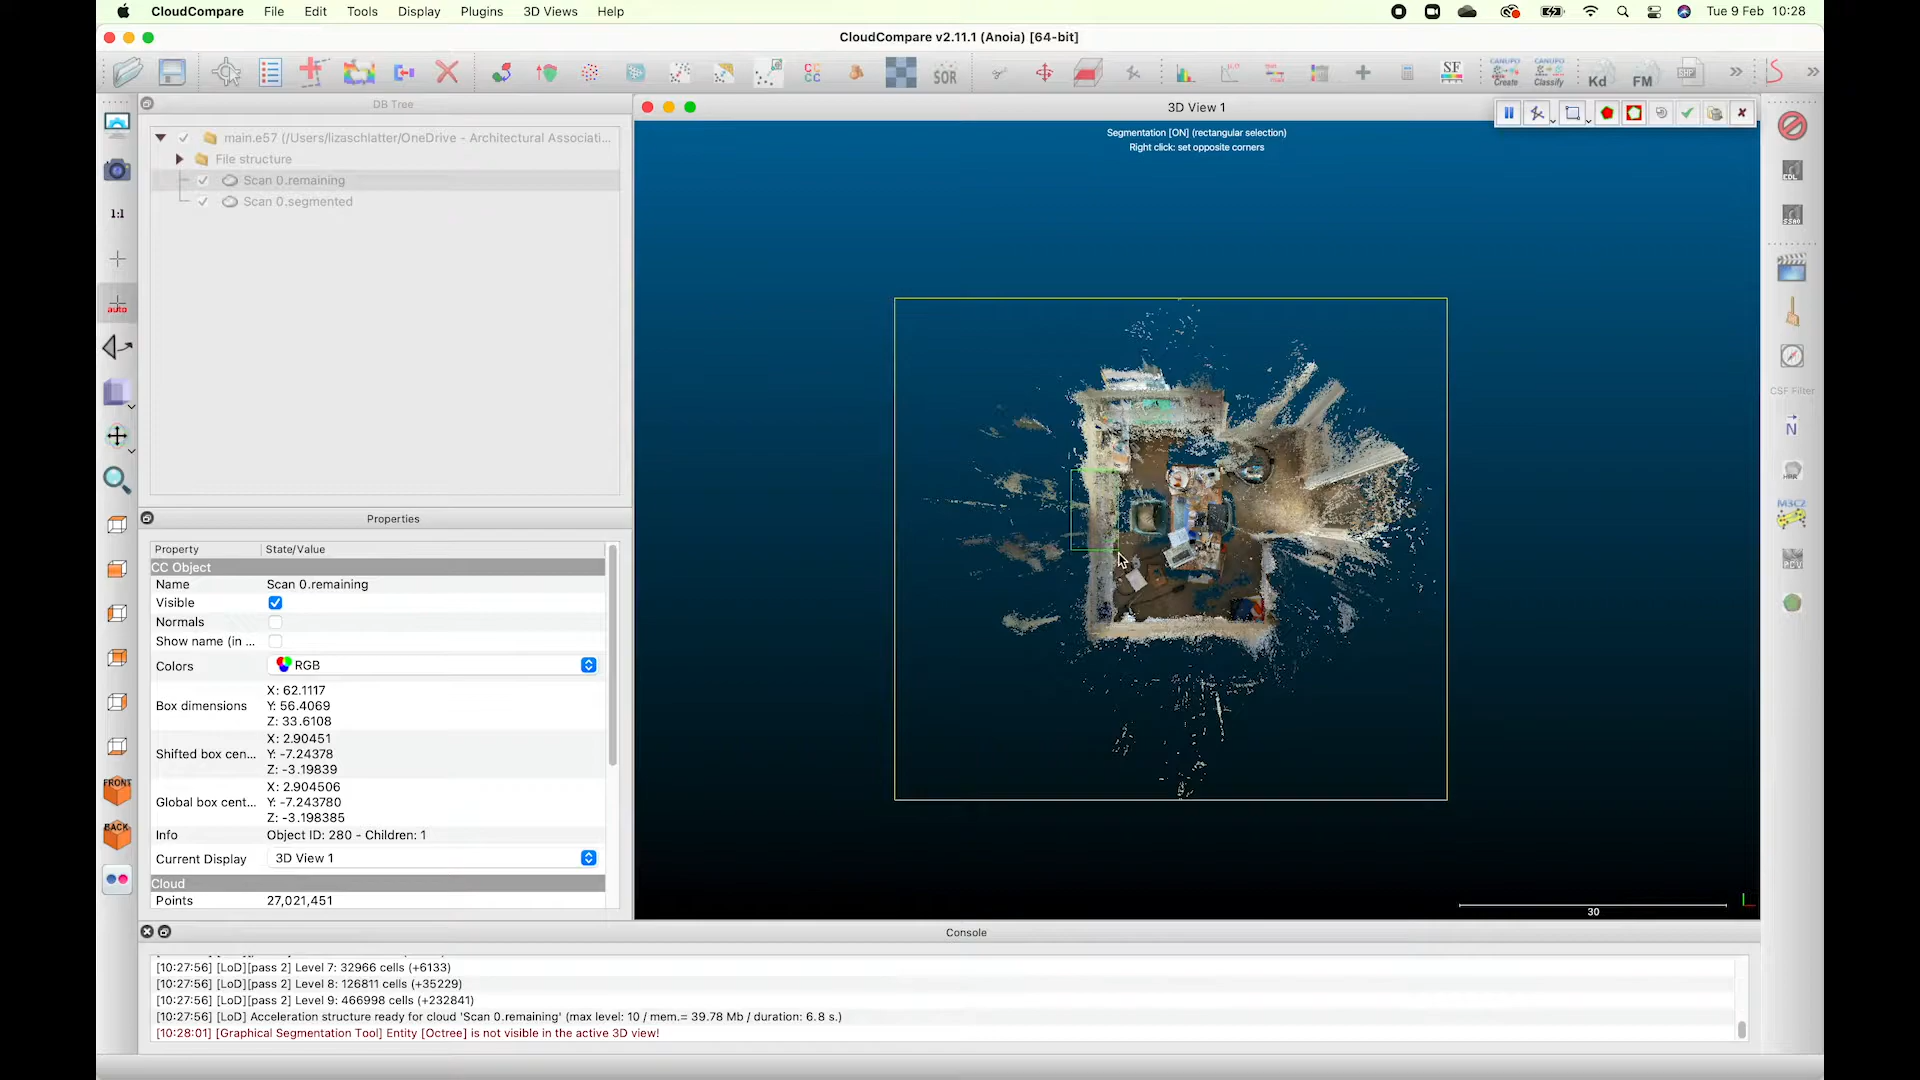 CloudCompare File Edit Tools Display Plugins 3D Views Help Tue 9 Feb 10:28
CloudCompare v2.11.1 (Anoia) [64-bit]
SOR SF CANUPO Create CANUPO Classify Kd FM SHP
DB Tree
main.e57 (/Users/lizaschlatter/OneDrive - Architectural Associati...
File structure
Scan 0.remaining
Scan 0.segmented
1:1
auto
FRONT
BACK
3D View 1
Segmentation [ON] (rectangular selection)
Right click: set opposite corners
30
Properties
Property State/Value
CC Object
Name Scan 0.remaining
Visible
Normals
Show name (in ...
Colors RGB
Box dimensions X: 62.1117
Y: 56.4069
Z: 33.6108
Shifted box cen... X: 2.90451
Y: -7.24378
Z: -3.19839
Global box cent... X: 2.904506
Y: -7.243780
Z: -3.198385
Info Object ID: 280 - Children: 1
Current Display 3D View 1
Cloud
Points 27,021,451
CSF Filter
N
M3C2
PCV
Console
[10:27:56] [LoD][pass 2] Level 7: 32966 cells (+6133)
[10:27:56] [LoD][pass 2] Level 8: 126811 cells (+35229)
[10:27:56] [LoD][pass 2] Level 9: 466998 cells (+232841)
[10:27:56] [LoD] Acceleration structure ready for cloud 'Scan 0.remaining' (max level: 10 / mem.= 39.78 Mb / duration: 6.8 s.)
[10:28:01] [Graphical Segmentation Tool] Entity [Octree] is not visible in the active 3D view!